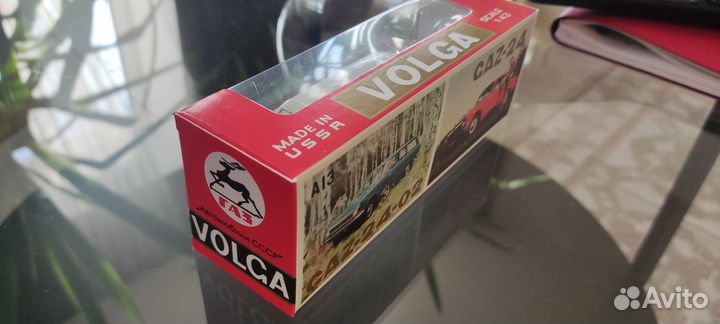 VOLGA
SCALE
1:43
MADE IN
USSR
GAZ-24
A13
GAZ-24-02
ГАЗ
"Автомобили СССР"
VOLGA
Avito